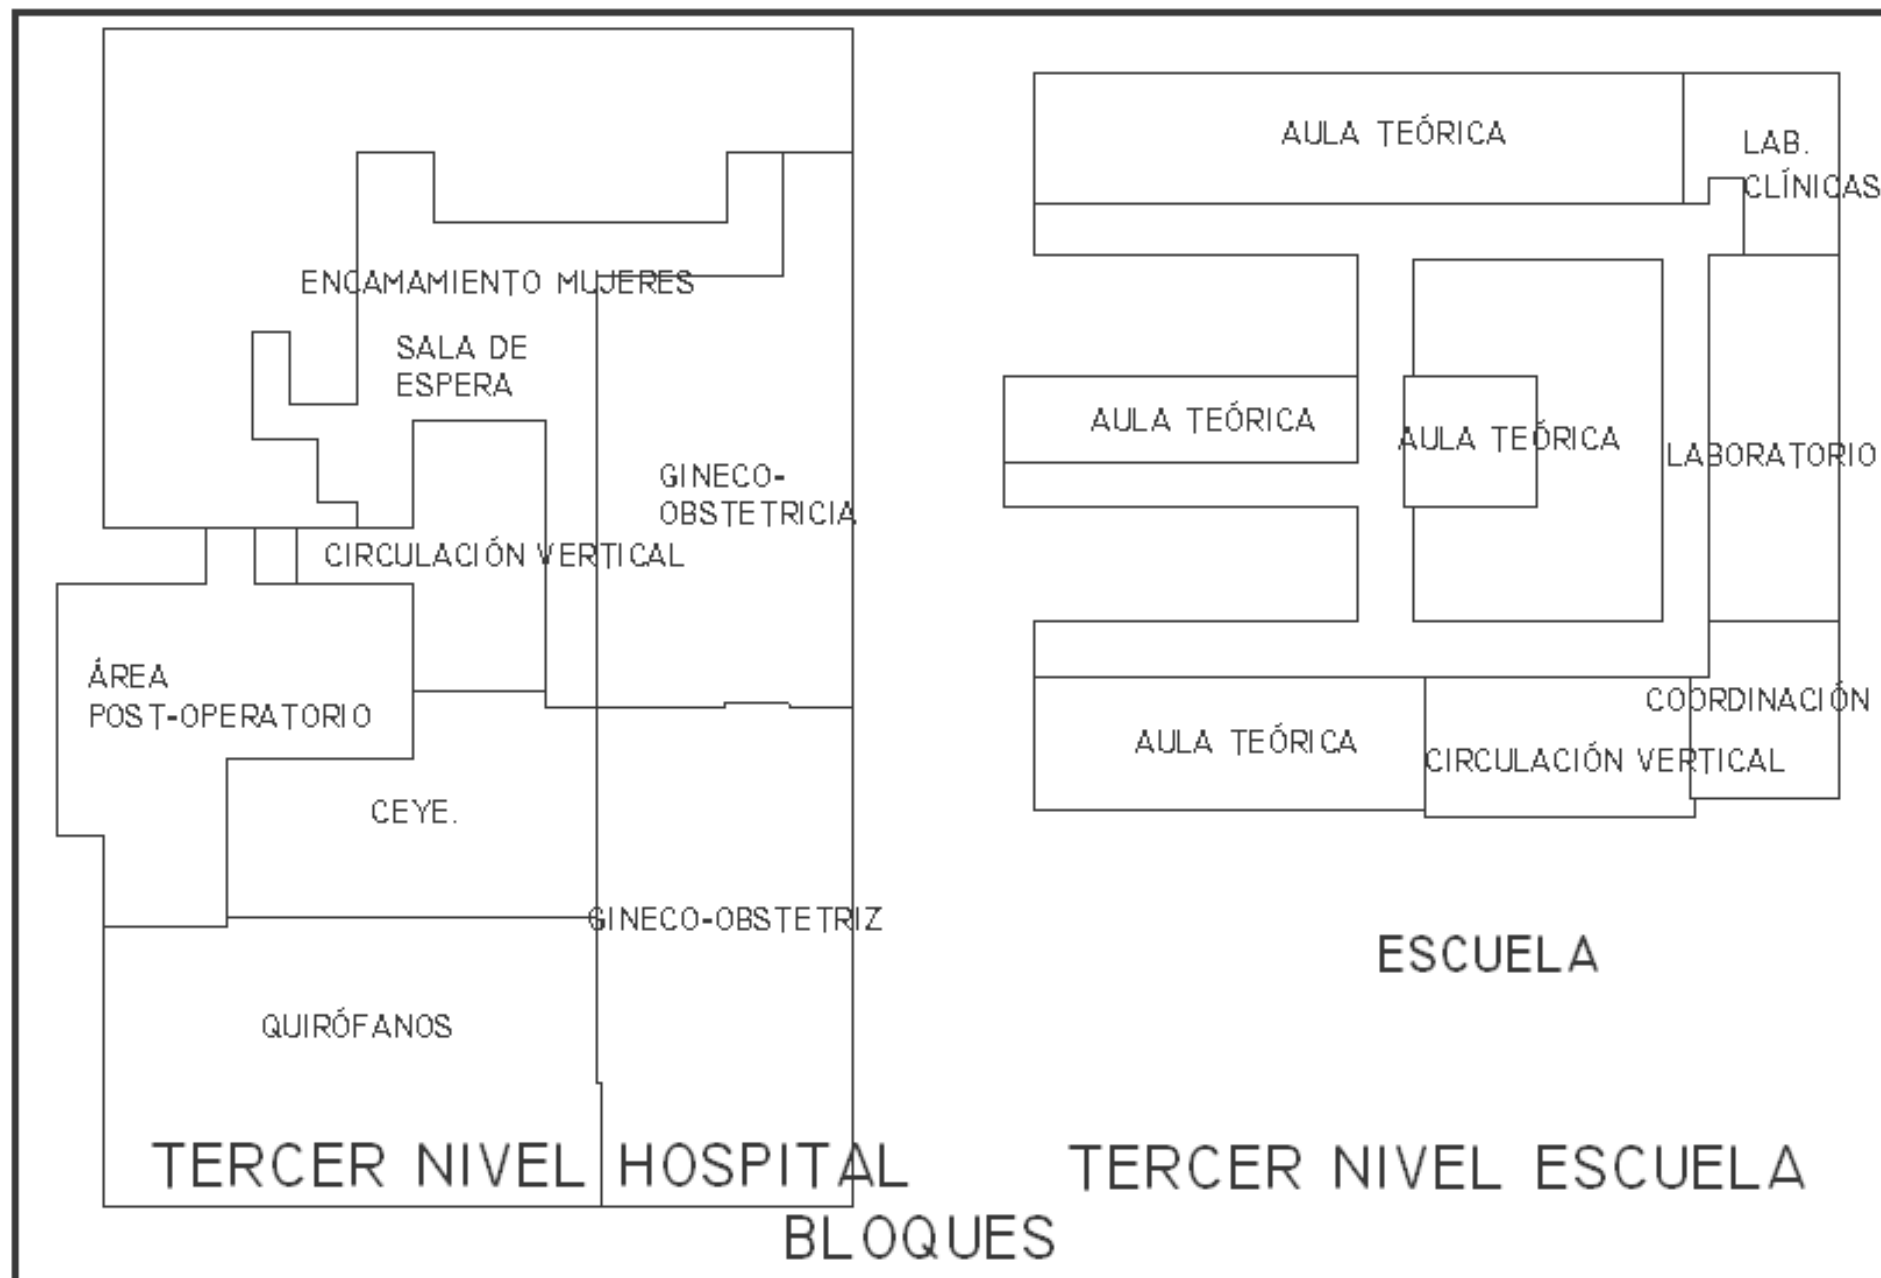 ENCAMAMIENTO MUJERES
SALA DE
ESPERA
GINECO-
OBSTETRICIA
CIRCULACIÓN VERTICAL
ÁREA
POST-OPERATORIO
CEYE.
GINECO-OBSTETRIZ
QUIRÓFANOS
TERCER NIVEL HOSPITAL
AULA TEÓRICA
LAB.
CLÍNICAS
AULA TEÓRICA
AULA TEÓRICA
LABORATORIO
COORDINACIÓN
AULA TEÓRICA
CIRCULACIÓN VERTICAL
ESCUELA
TERCER NIVEL ESCUELA
BLOQUES